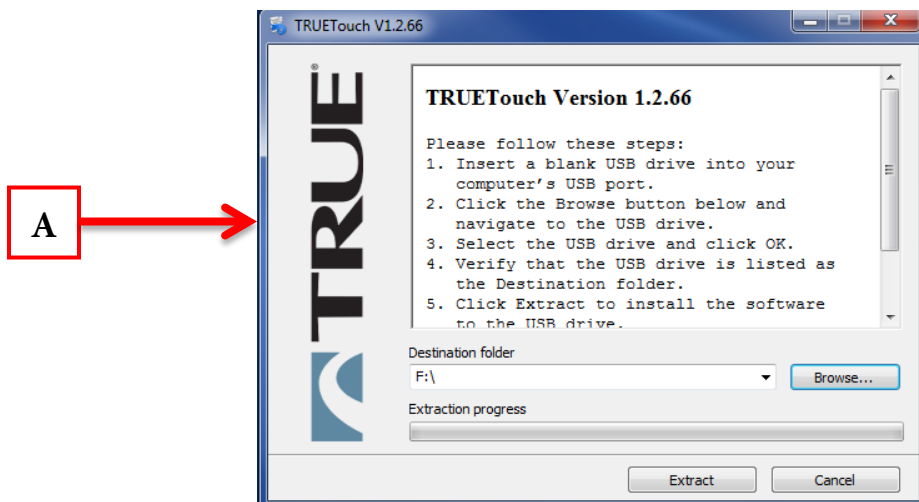 TRUETouch V1.2.66
A
TRUE®
TRUETouch Version 1.2.66
Please follow these steps:
1. Insert a blank USB drive into your
computer’s USB port.
2. Click the Browse button below and
navigate to the USB drive.
3. Select the USB drive and click OK.
4. Verify that the USB drive is listed as
the Destination folder.
5. Click Extract to install the software
to the USB drive.
Destination folder
F:\
Browse...
Extraction progress
Extract
Cancel